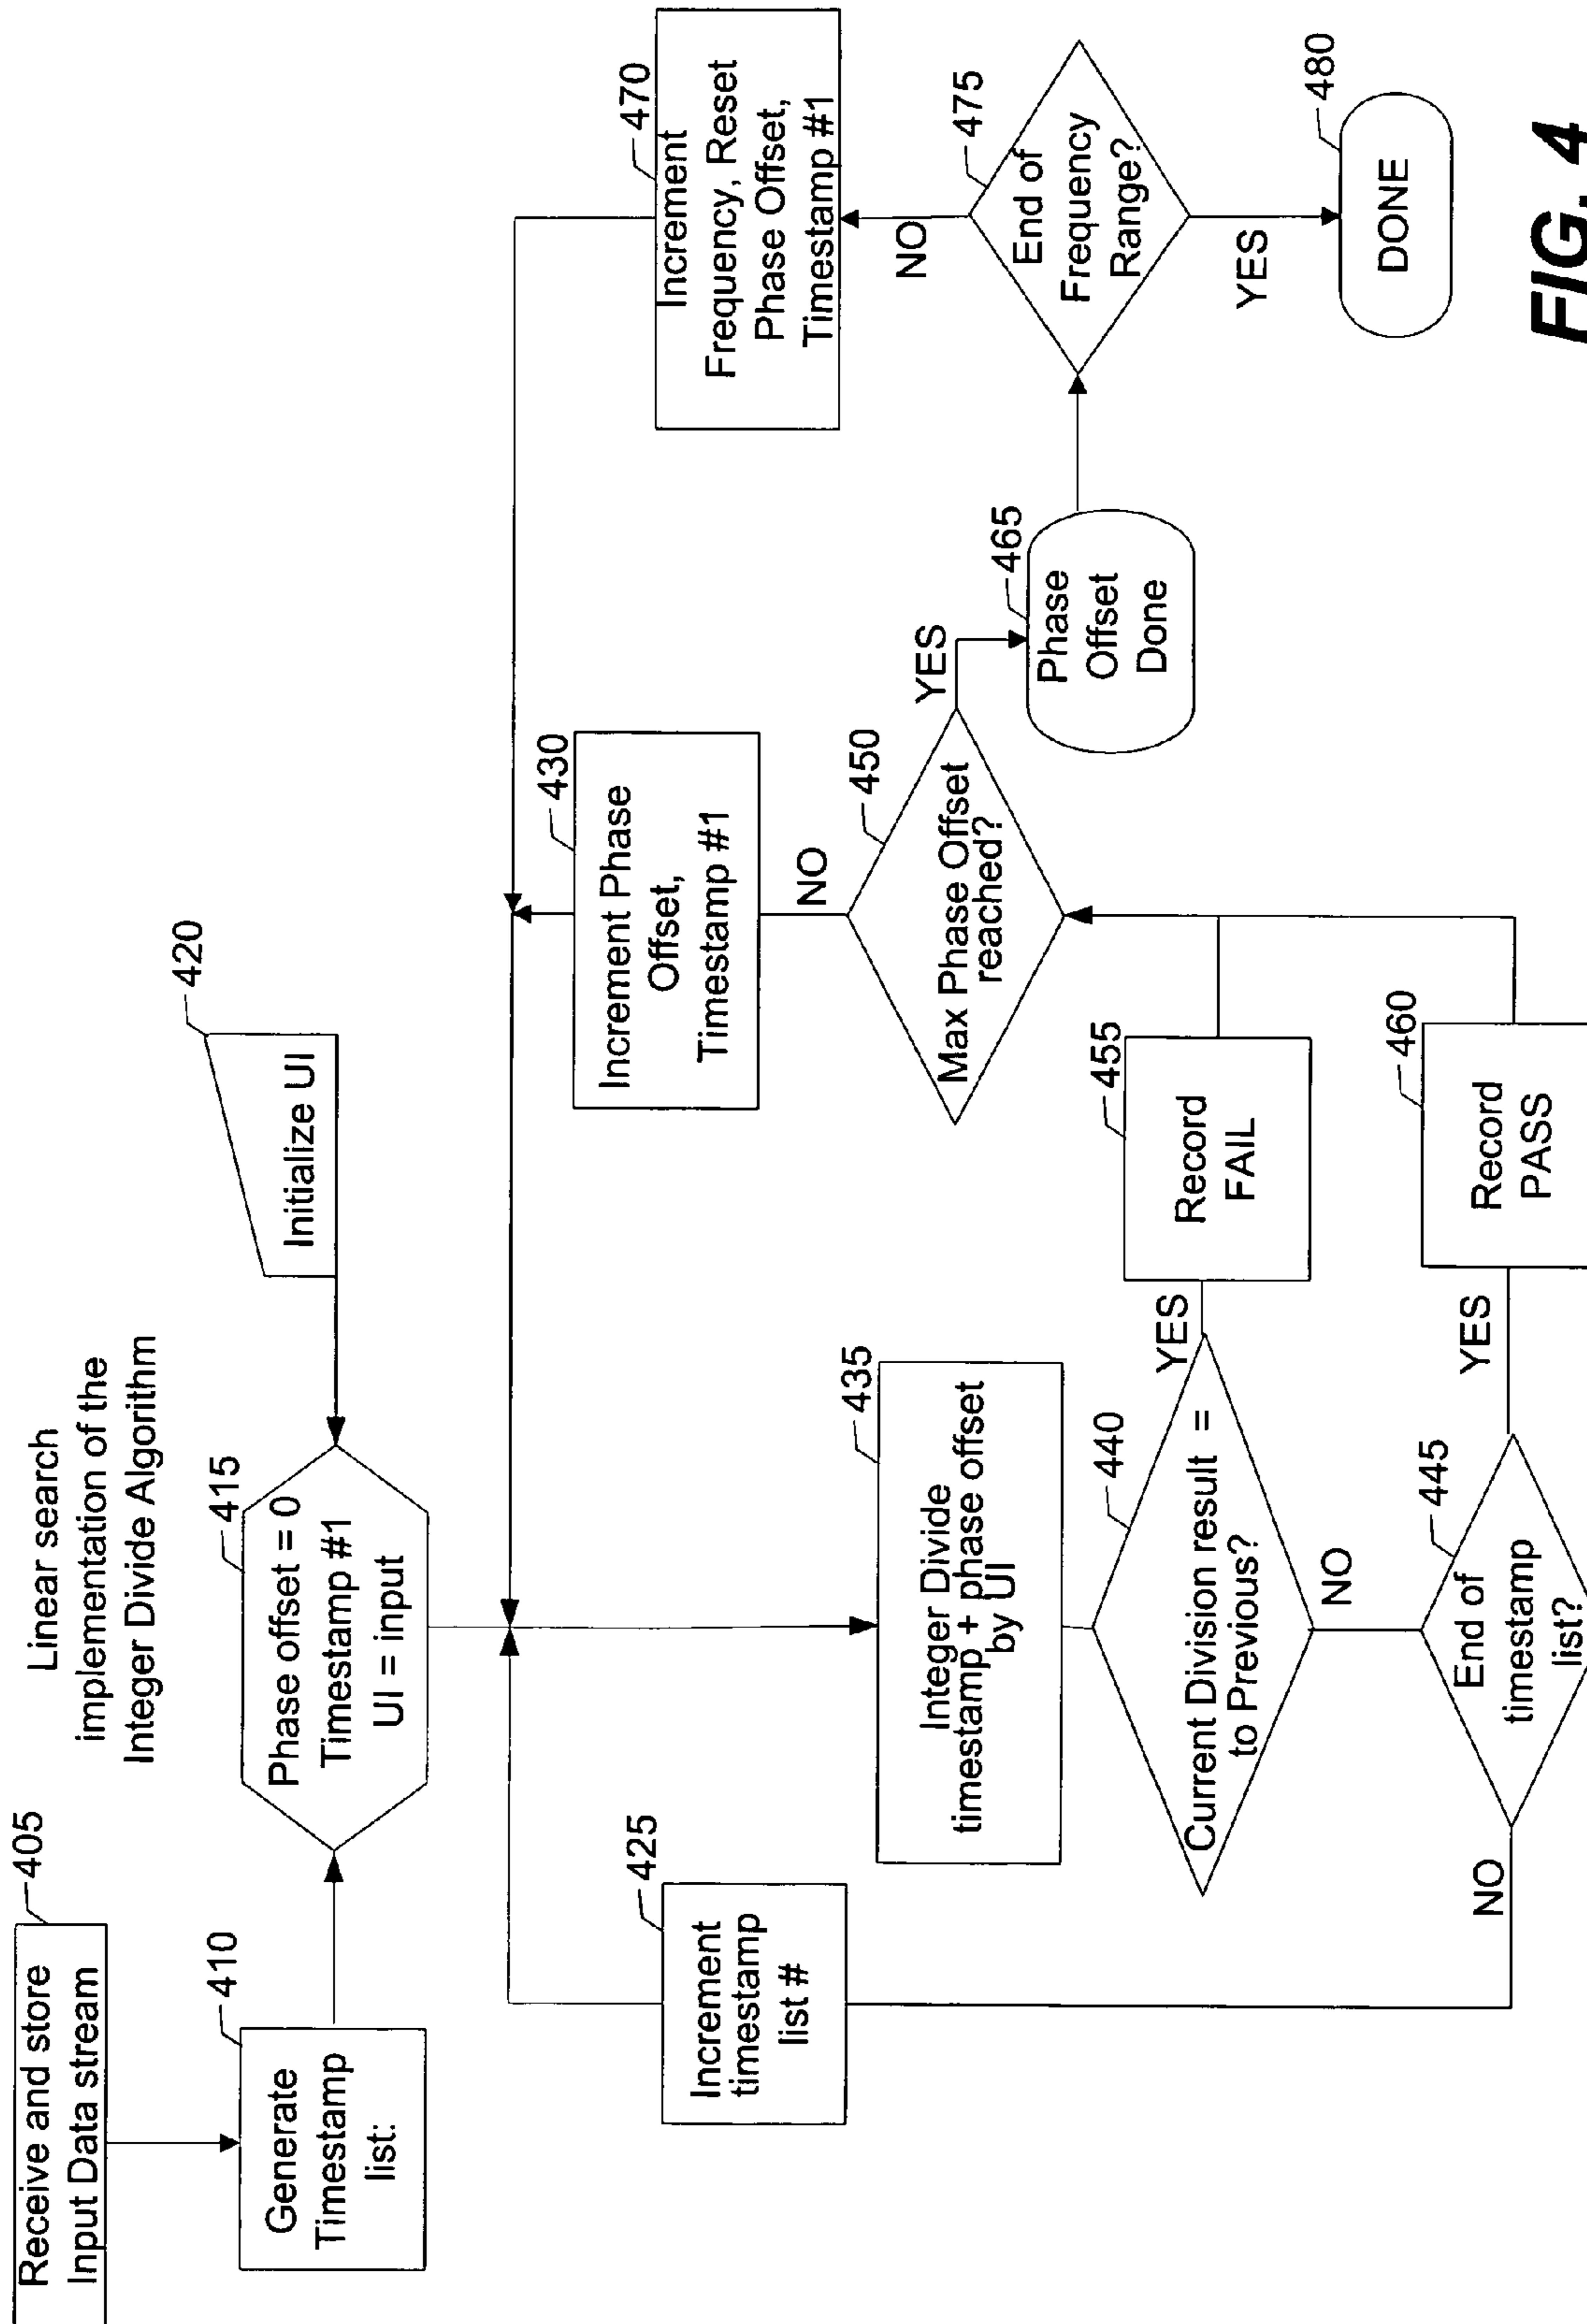 Linear search
implementation of the
Integer Divide Algorithm
405
Receive and store
Input Data stream
410
Generate
Timestamp
list:
415
Phase offset = 0
Timestamp #1
UI = input
420
Initialize UI
425
Increment
timestamp
list #
430
Increment Phase
Offset,
Timestamp #1
435
Integer Divide
timestamp + phase offset
by UI
440
Current Division result =
to Previous?
YES
NO
445
End of
timestamp
list?
NO
YES
450
Max Phase Offset
reached?
NO
YES
455
Record
FAIL
460
Record
PASS
465
Phase
Offset
Done
470
Increment
Frequency, Reset
Phase Offset,
Timestamp #1
475
End of
Frequency
Range?
NO
YES
480
DONE
FIG. 4